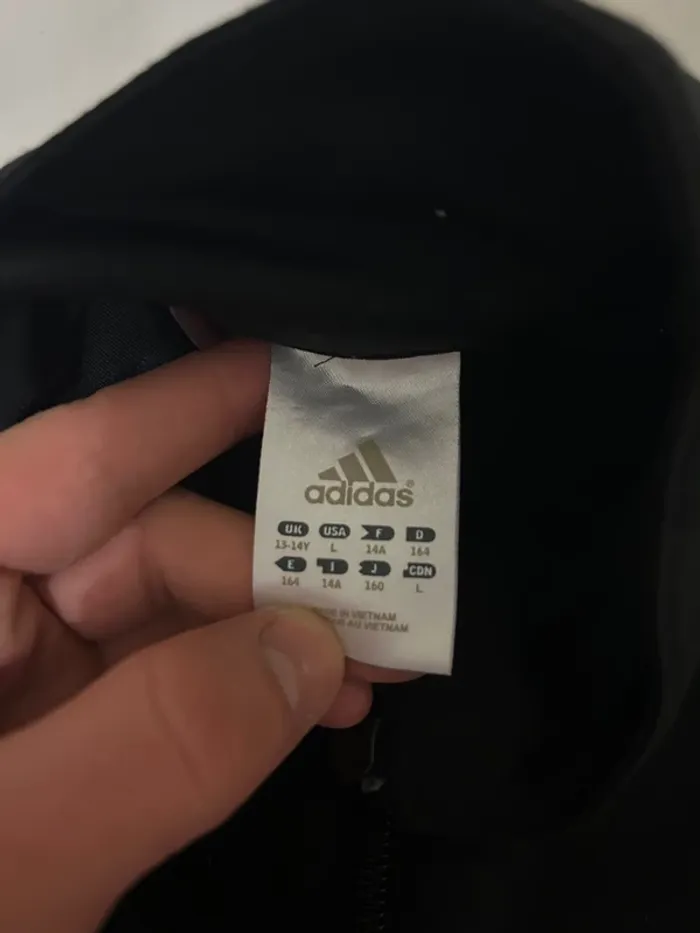 adidas®
UK USA F D
13-14Y L 14A 164
E I J CDN
164 14A 160 L
IN VIETNAM
AU VIETNAM